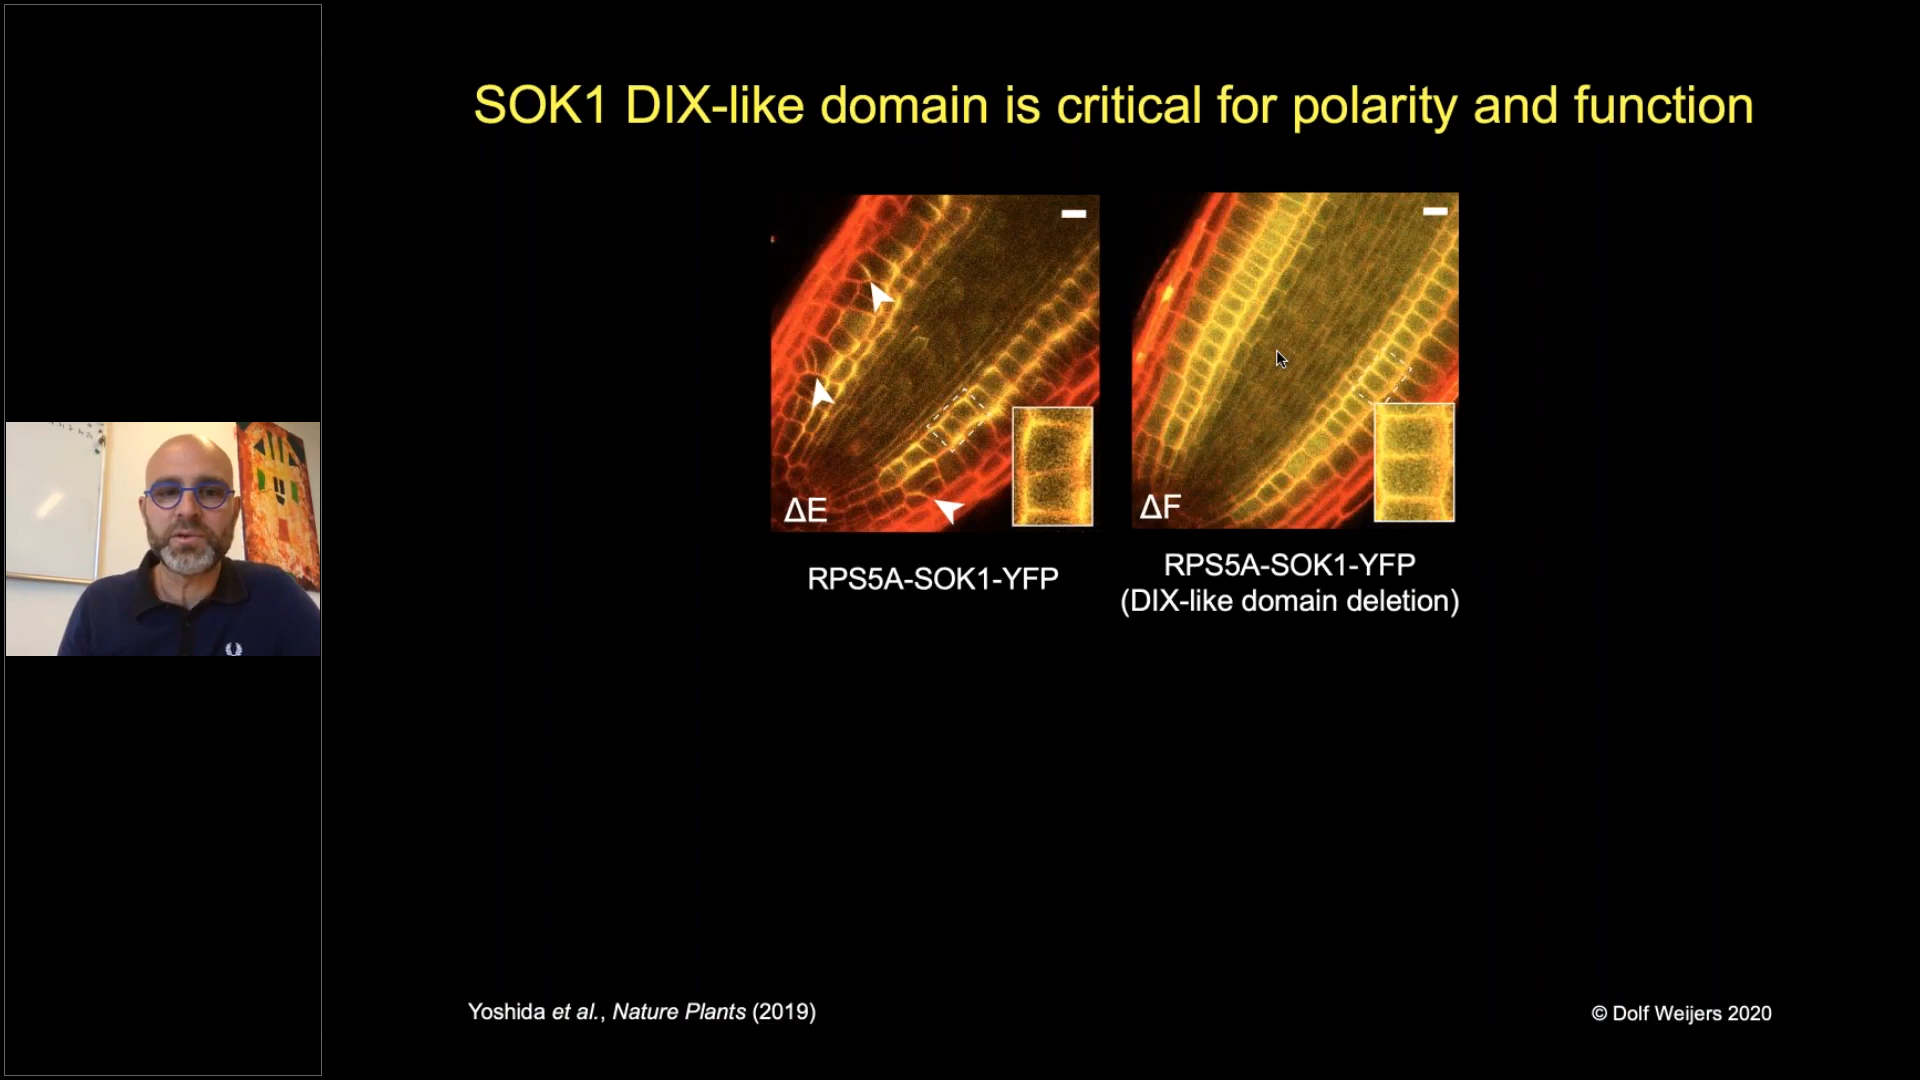 SOK1 DIX-like domain is critical for polarity and function
ΔE
ΔF
RPS5A-SOK1-YFP
RPS5A-SOK1-YFP
(DIX-like domain deletion)
Yoshida et al., Nature Plants (2019)
© Dolf Weijers 2020